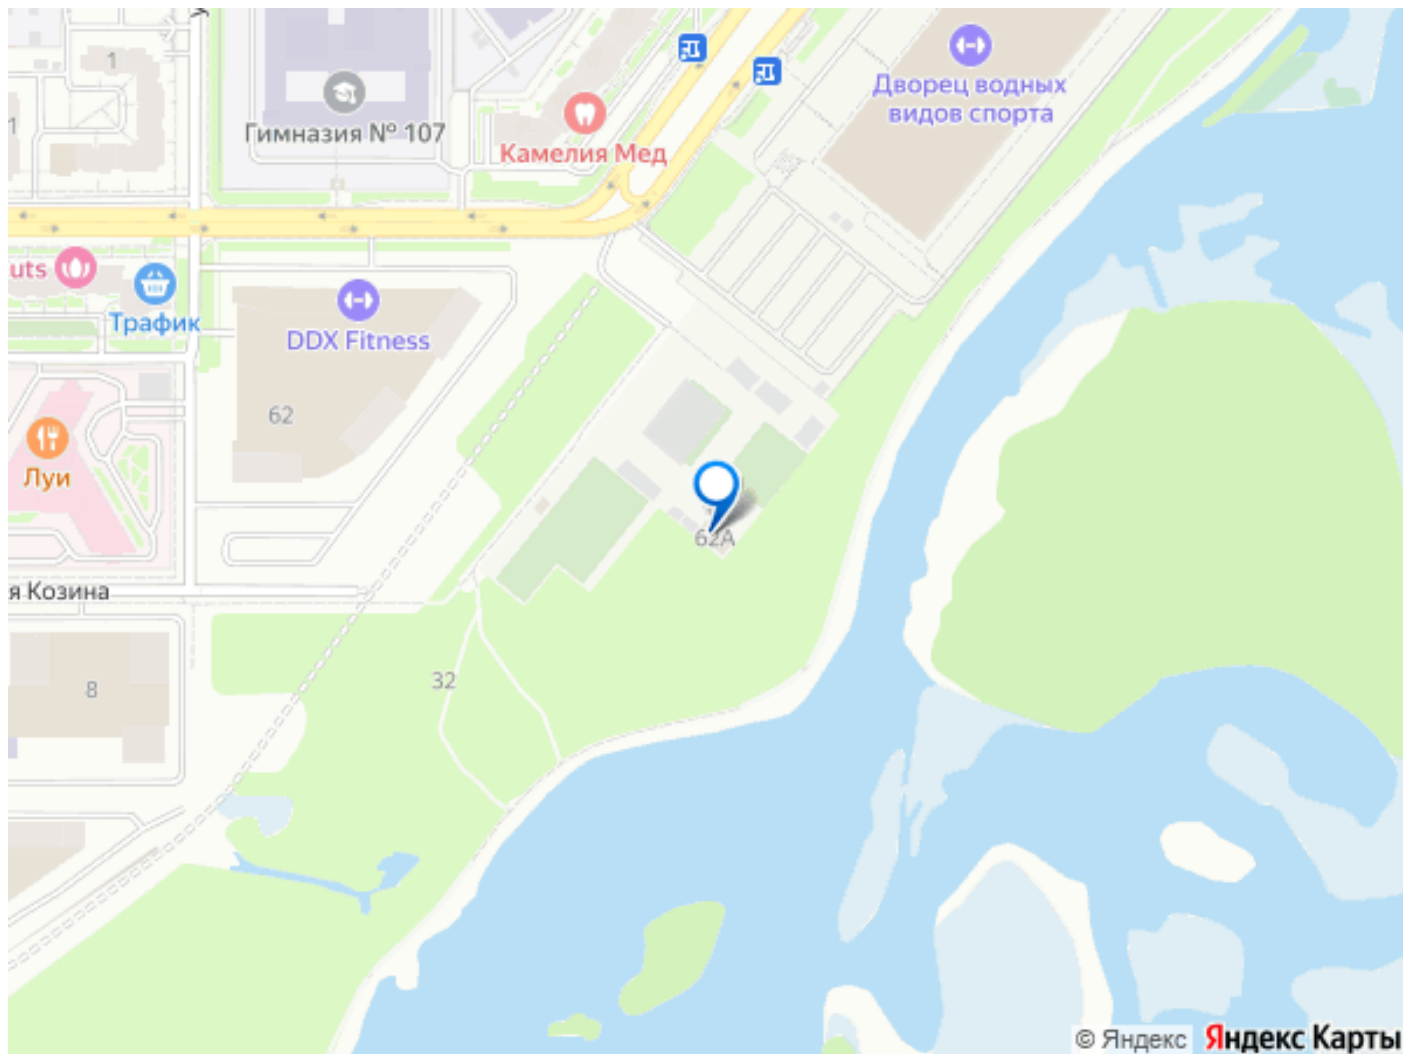 1
Дворец водных
видов спорта
1
Гимназия № 107
Камелия Мед
uts
Трафик
DDX Fitness
62
Луи
62А
я Козина
32
8
© Яндекс Яндекс Карты